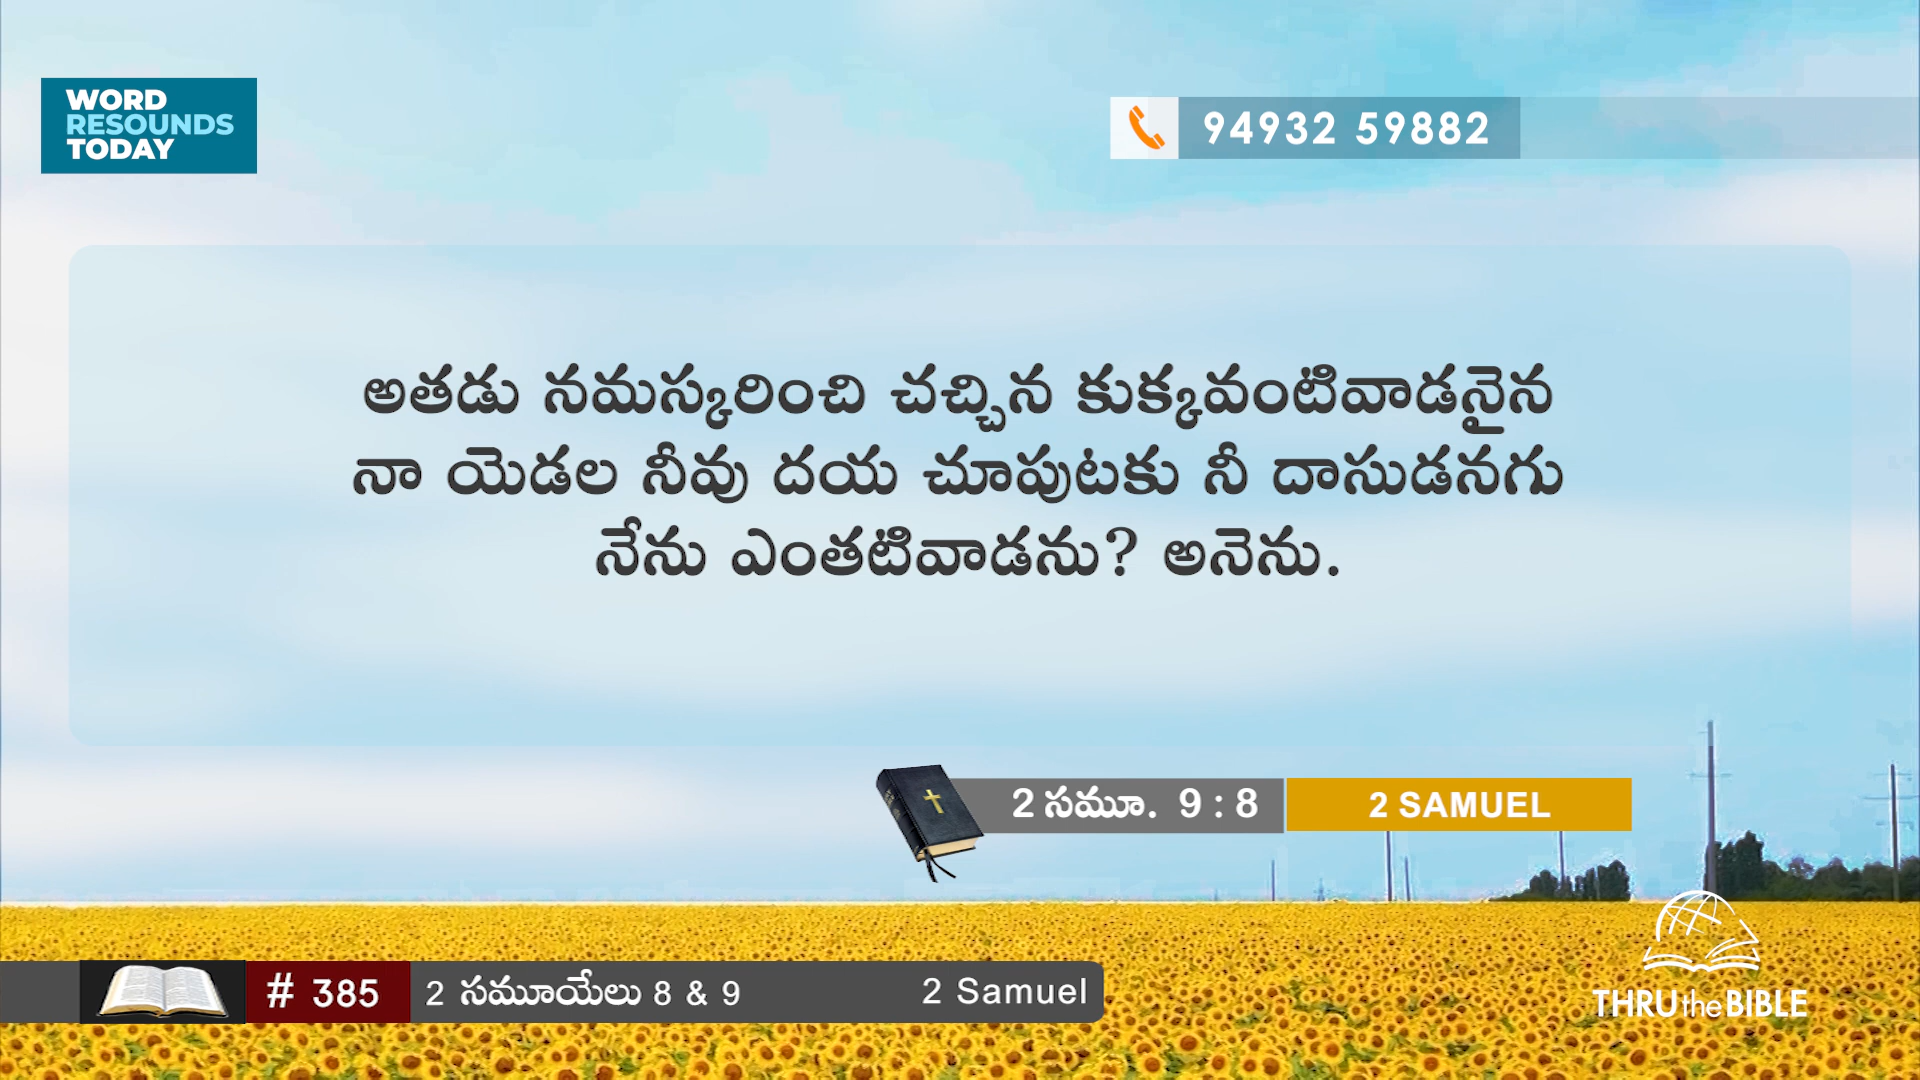 WORD
RESOUNDS
TODAY
94932 59882
అతడు నమస్కరించి చచ్చిన కుక్కవంటివాడనైన
నా యెడల నీవు దయ చూపుటకు నీ దాసుడనగు
నేను ఎంతటివాడను? అనెను.
2 సమూ. 9 : 8
2 SAMUEL
# 385
2 సమూయేలు 8 & 9
2 Samuel
THRU the BIBLE